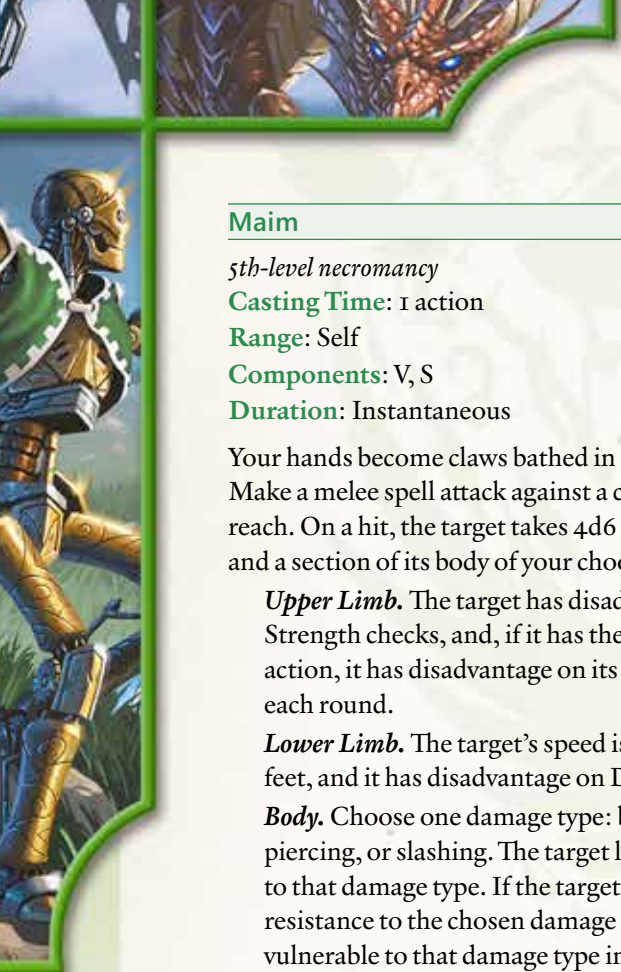 Maim
5th-level necromancy
Casting Time: 1 action
Range: Self
Components: V, S
Duration: Instantaneous
Your hands become claws bathed in
Make a melee spell attack against a
reach. On a hit, the target takes 4d6
and a section of its body of your
Upper Limb. The target has
Strength checks, and, if it has the
action, it has disadvantage on its
each round.
Lower Limb. The target's speed
feet, and it has disadvantage on
Body. Choose one damage type:
piercing, or slashing. The target
to that damage type. If the target
resistance to the chosen damage
vulnerable to that damage type